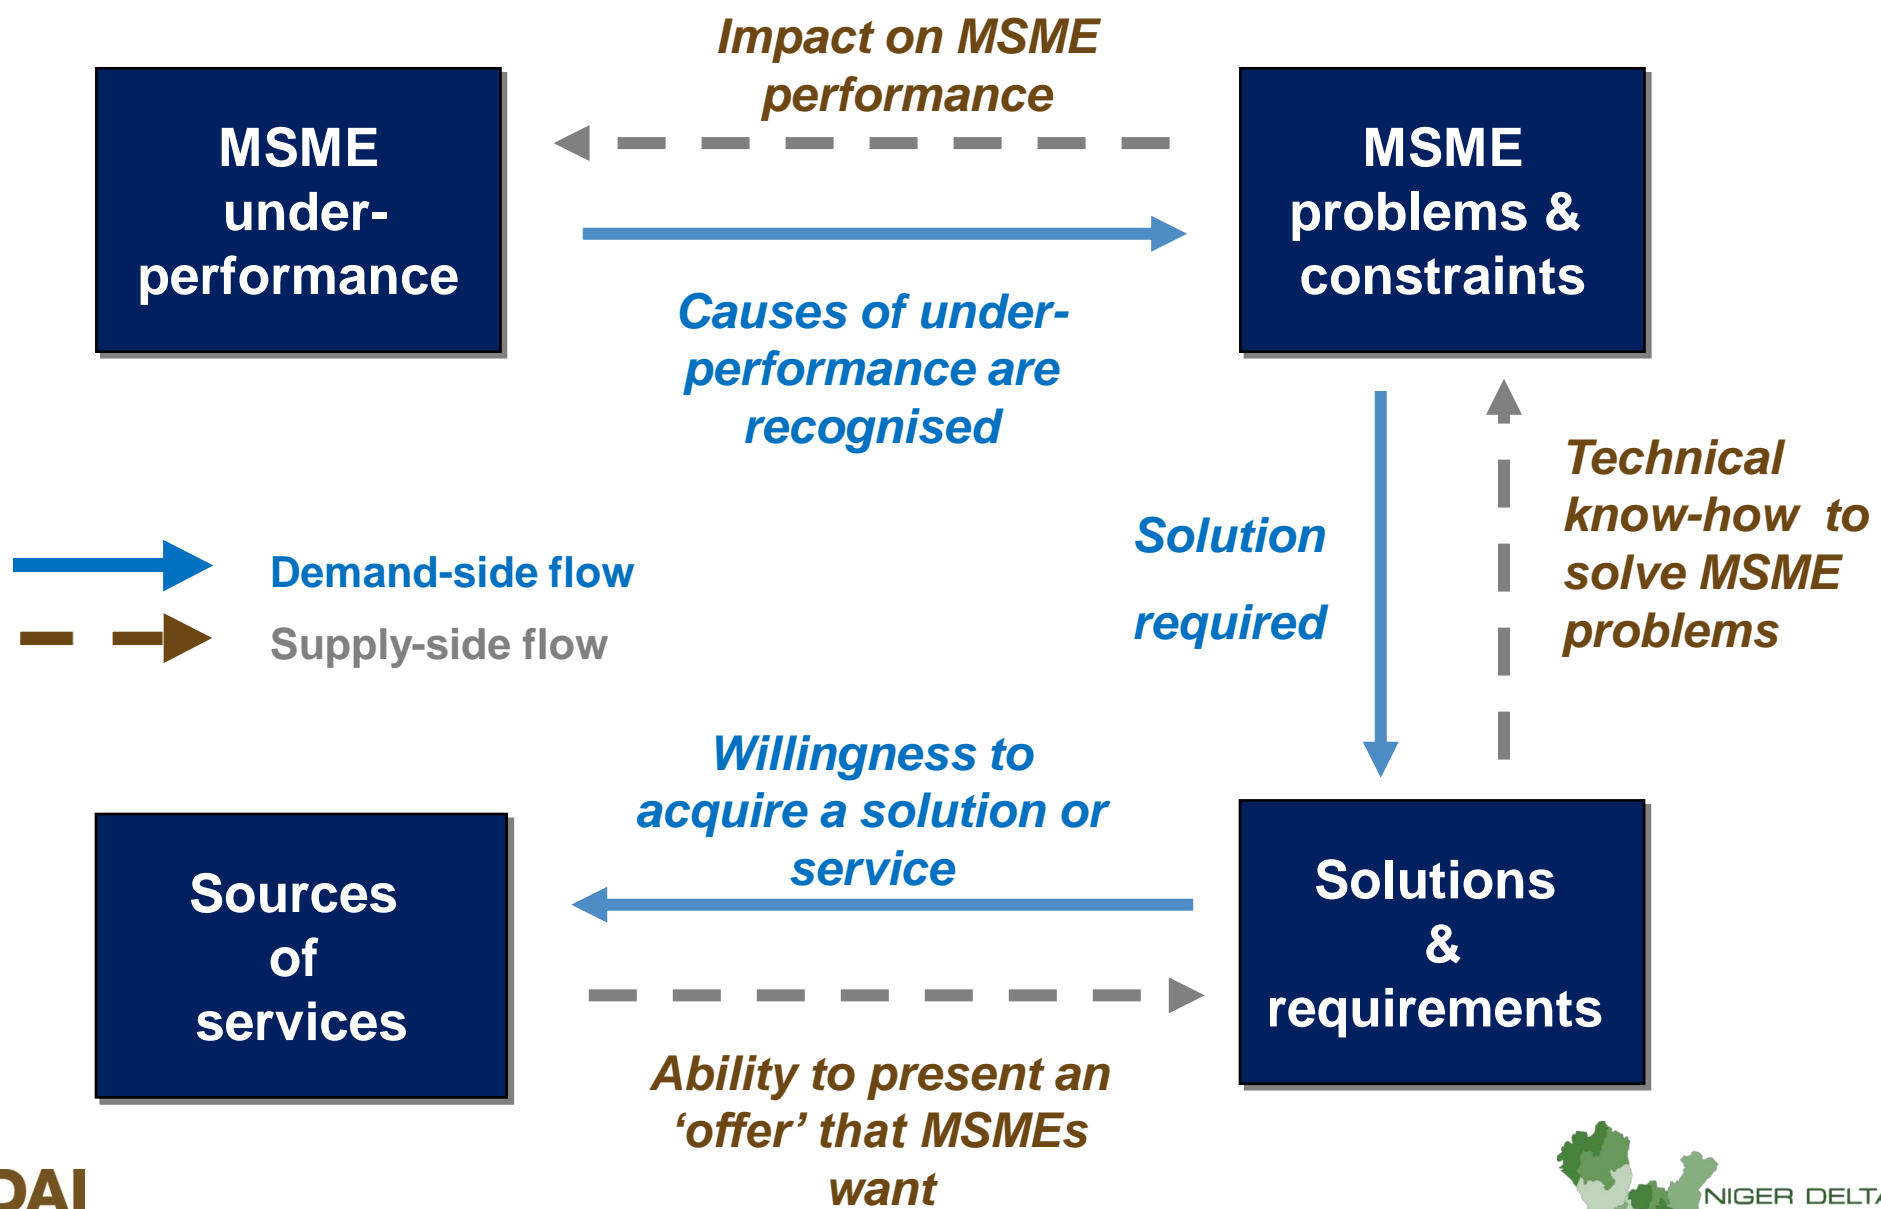 Impact on MSME
performance
MSME
under-
performance
MSME
problems &
constraints
Causes of under-
performance are
recognised
Technical
know-how to
solve MSME
problems
Solution
required
Demand-side flow
Supply-side flow
Willingness to
acquire a solution or
service
Sources
of
services
Solutions
&
requirements
Ability to present an
‘offer’ that MSMEs
want
DAI
NIGER DELTA